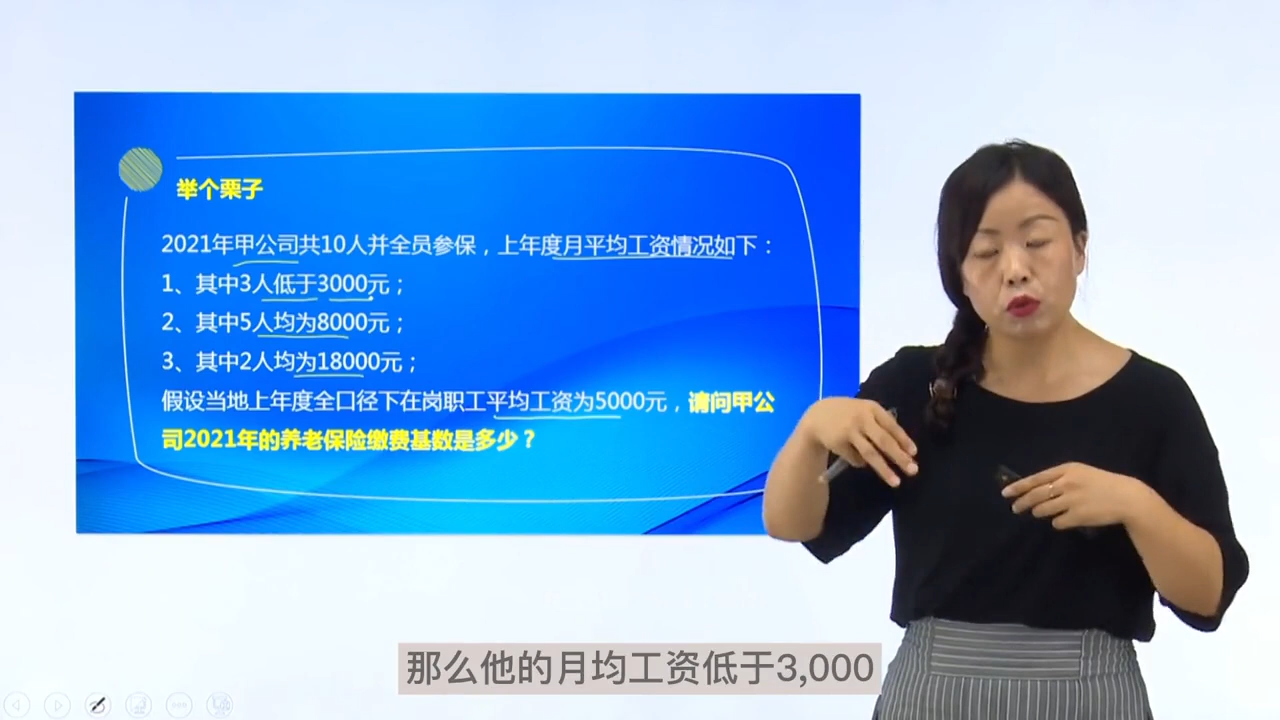 举个栗子
2021年甲公司共10人并全员参保，上年度月平均工资情况如下：
1、其中3人低于3000元；
2、其中5人均为8000元；
3、其中2人均为18000元；
假设当地上年度全口径下在岗职工平均工资为5000元，请问甲公
司2021年的养老保险缴费基数是多少？
那么他的月均工资低于3,000